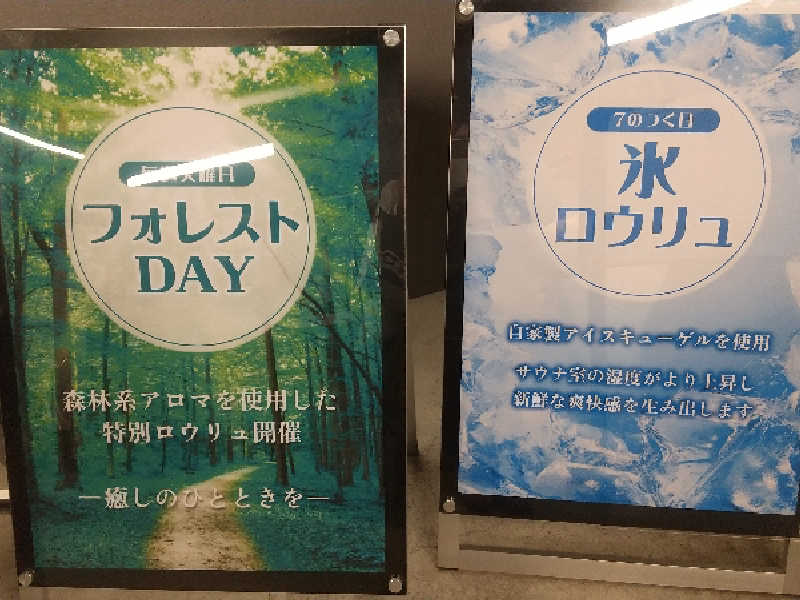 フォレスト
DAY
森林系アロマを使用した
特別ロウリュ開催
―癒しのひとときを―
7のつく日
氷
ロウリュ
自家製アイスキューゲルを使用
サウナ室の湿度がより上昇し
新鮮な爽快感を生み出します